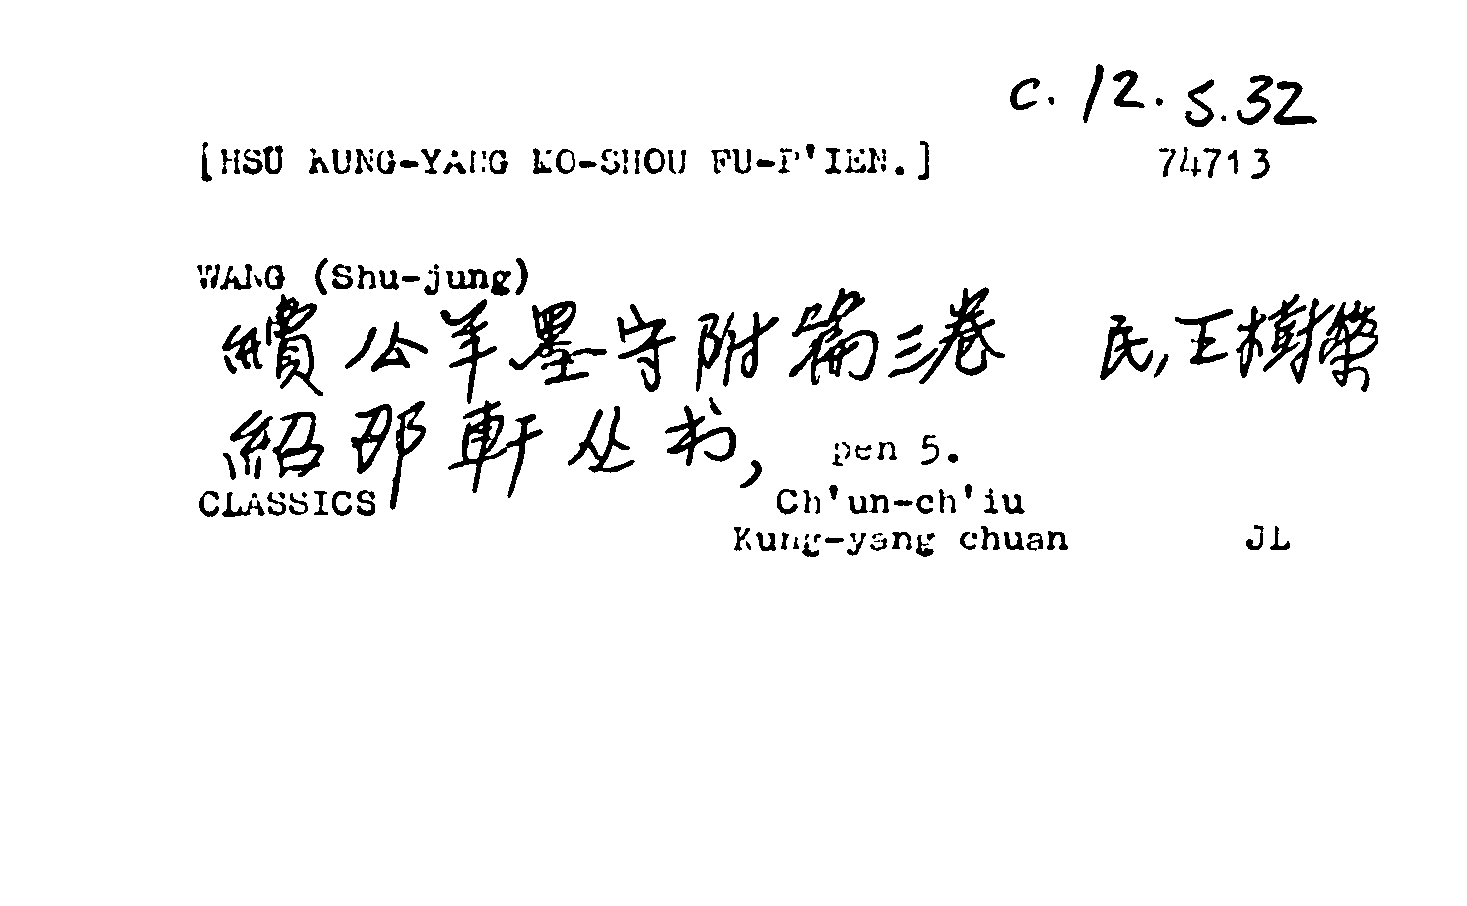 C. 12. S. 32
[HSÜ KUNG-YANG MO-SHOU FU-P'IEN.] 74713
WANG (Shu-jung)
續公羊墨守附篇三卷 民,王樹榮
紹邵軒丛书, pen 5.
CLASSICS Ch'un-ch'iu
Kung-yang chuan JL